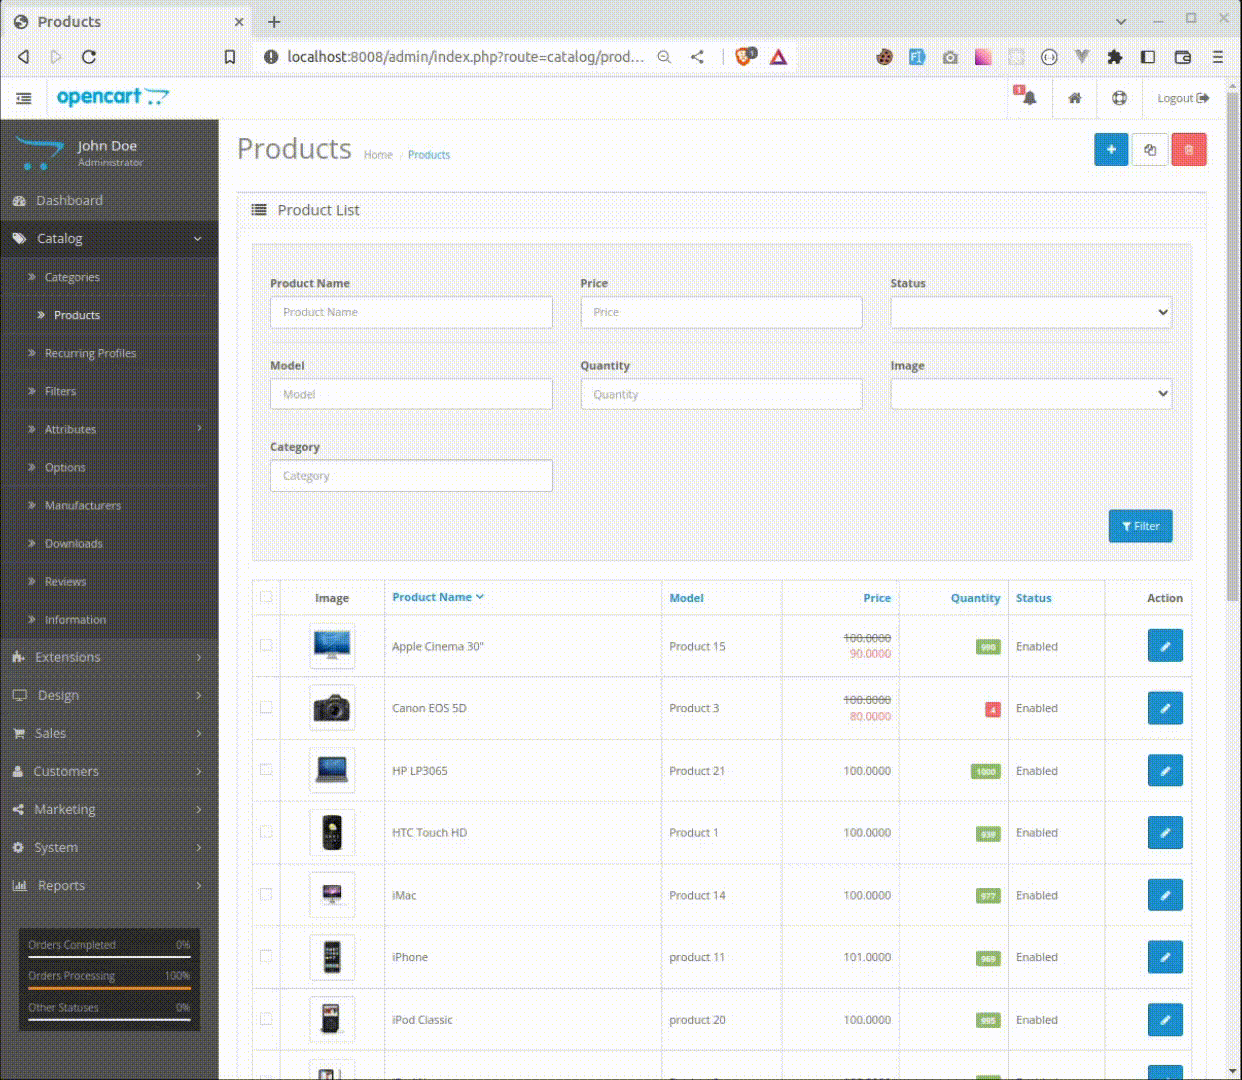 Products
localhost:8008/admin/index.php?route=catalog/prod...
1
opencart
1
Logout
John Doe
Administrator
Products
Home / Products
Dashboard
Catalog
Categories
Products
Recurring Profiles
Filters
Attributes
Options
Manufacturers
Downloads
Reviews
Information
Extensions
Design
Sales
Customers
Marketing
System
Reports
Orders Completed 0%
Orders Processing 100%
Other Statuses 0%
Product List
Product Name Price Status
Product Name Price
Model Quantity Image
Model Quantity
Category
Category
Filter
Image Product Name Model Price Quantity Status Action
Apple Cinema 30" Product 15 100.0000 90.0000 990 Enabled
Canon EOS 5D Product 3 100.0000 80.0000 4 Enabled
HP LP3065 Product 21 100.0000 1000 Enabled
HTC Touch HD Product 1 100.0000 939 Enabled
iMac Product 14 100.0000 977 Enabled
iPhone product 11 101.0000 969 Enabled
iPod Classic product 20 100.0000 995 Enabled